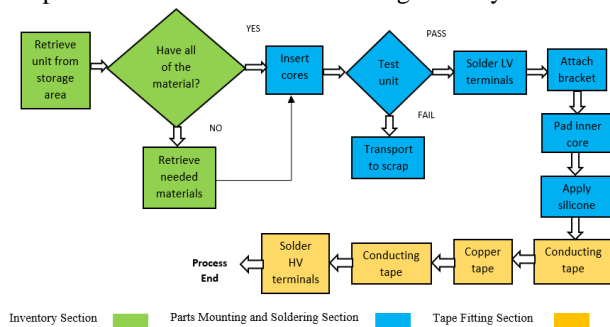 Retrieve
unit from
storage
area
Have all
of the
material?
YES
NO
Retrieve
needed
materials
Insert
cores
Test
unit
PASS
FAIL
Transport
to scrap
Solder LV
terminals
Attach
bracket
Pad inner
core
Apply
silicone
Conducting
tape
Copper
tape
Conducting
tape
Solder
HV
terminals
Process
End
Inventory Section
Parts Mounting and Soldering Section
Tape Fitting Section